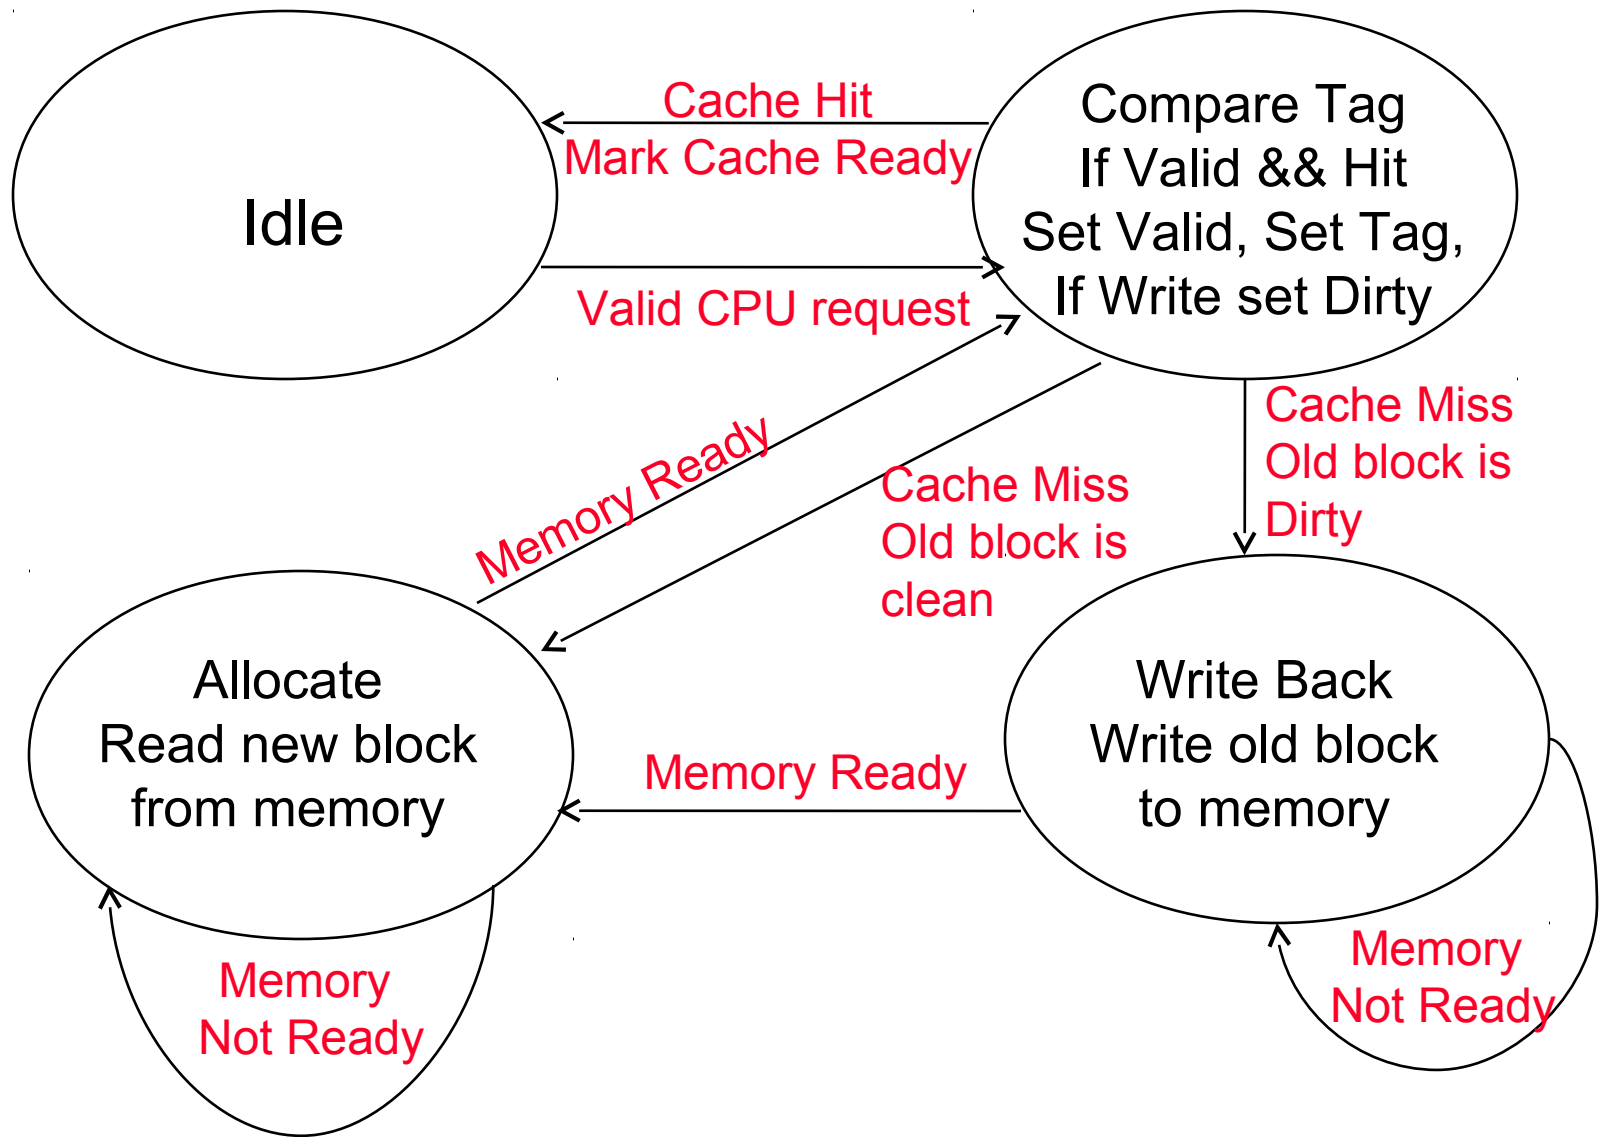 Cache Hit
Mark Cache Ready
Idle
Valid CPU request
Compare Tag
If Valid && Hit
Set Valid, Set Tag,
If Write set Dirty
Memory Ready
Cache Miss
Old block is
clean
Cache Miss
Old block is
Dirty
Allocate
Read new block
from memory
Memory Ready
Write Back
Write old block
to memory
Memory
Not Ready
Memory
Not Ready